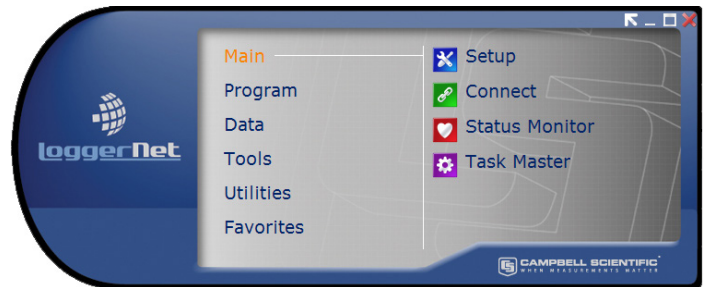 LoggerNet
Main
Program
Data
Tools
Utilities
Favorites
Setup
Connect
Status Monitor
Task Master
CAMPBELL SCIENTIFIC
WHEN MEASUREMENTS MATTER